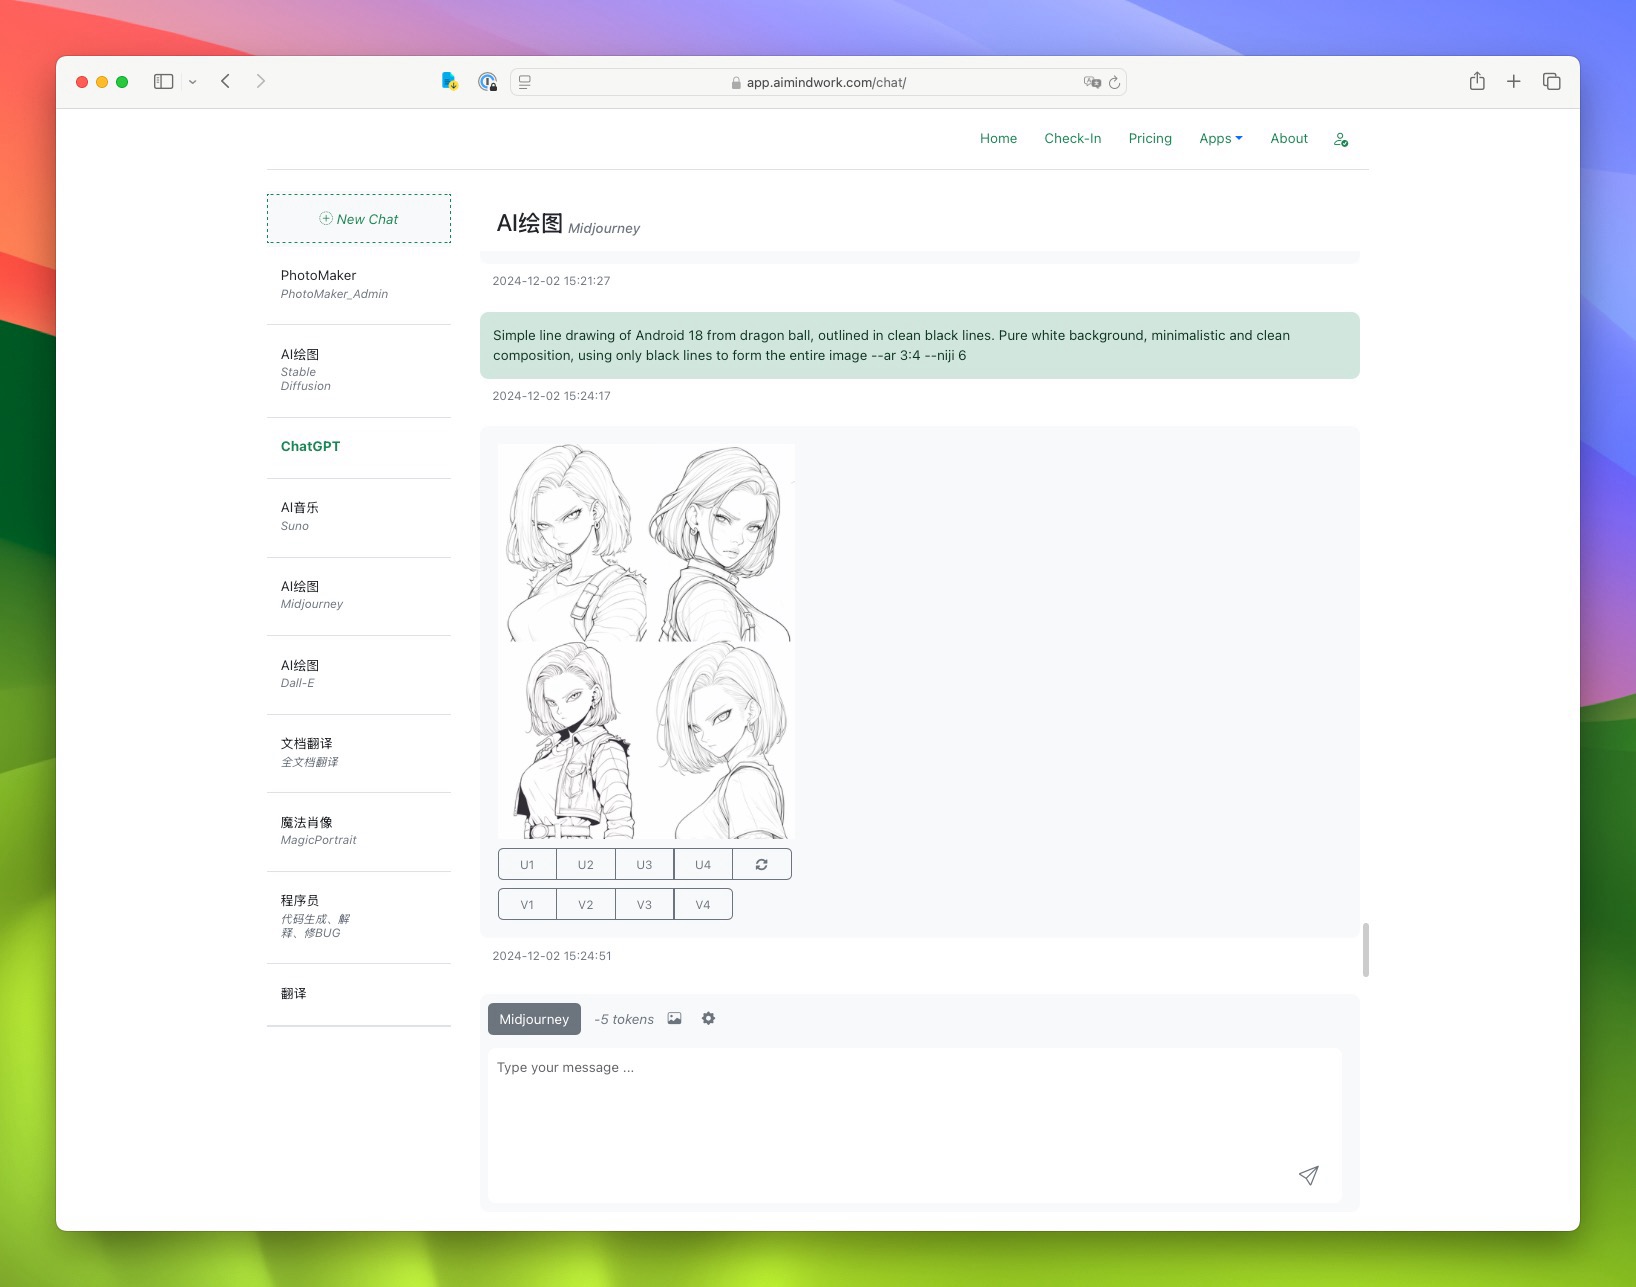 app.aimindwork.com/chat/
Home
Check-In
Pricing
Apps
About
New Chat
PhotoMaker
PhotoMaker_Admin
AI绘图
Stable
Diffusion
ChatGPT
AI音乐
Suno
AI绘图
Midjourney
AI绘图
Dall-E
文档翻译
全文档翻译
魔法肖像
MagicPortrait
程序员
代码生成、解
释、修BUG
翻译
AI绘图 Midjourney
2024-12-02 15:21:27
Simple line drawing of Android 18 from dragon ball, outlined in clean black lines. Pure white background, minimalistic and clean
composition, using only black lines to form the entire image --ar 3:4 --niji 6
2024-12-02 15:24:17
U1 U2 U3 U4
V1 V2 V3 V4
2024-12-02 15:24:51
Midjourney -5 tokens
Type your message ...